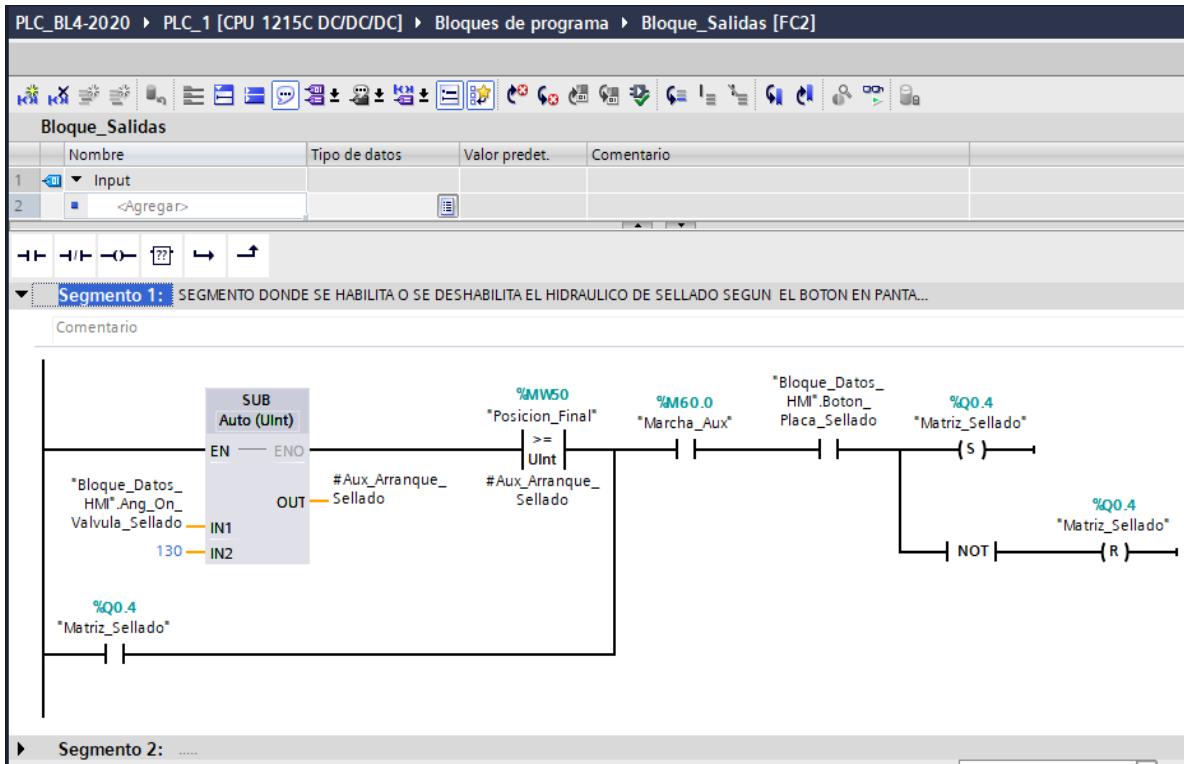 PLC_BL4-2020 ▸ PLC_1 [CPU 1215C DC/DC/DC] ▸ Bloques de programa ▸ Bloque_Salidas [FC2]
Bloque_Salidas
Nombre Tipo de datos Valor predet. Comentario
1 Input
2 <Agregar>
??
Segmento 1: SEGMENTO DONDE SE HABILITA O SE DESHABILITA EL HIDRAULICO DE SELLADO SEGUN EL BOTON EN PANTA...
Comentario
SUB
Auto (UInt)
EN ENO
"Bloque_Datos_
HMI".Ang_On_
Valvula_Sellado
IN1
130 IN2
OUT
#Aux_Arranque_
Sellado
%MW50
"Posicion_Final"
>=
UInt
#Aux_Arranque_
Sellado
%M60.0
"Marcha_Aux"
"Bloque_Datos_
HMI".Boton_
Placa_Sellado
%Q0.4
"Matriz_Sellado"
S
%Q0.4
"Matriz_Sellado"
NOT R
%Q0.4
"Matriz_Sellado"
Segmento 2: .....